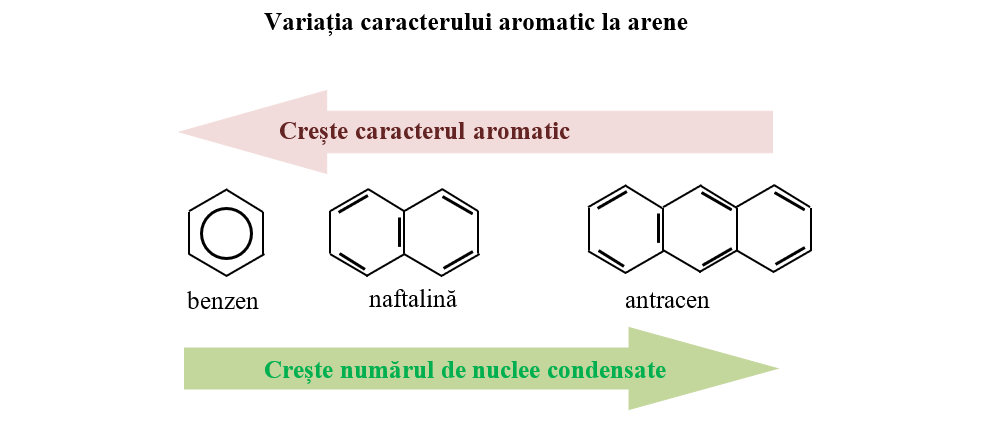 Variația caracterului aromatic la arene
Crește caracterul aromatic
benzen
naftalină
antracen
Crește numărul de nuclee condensate